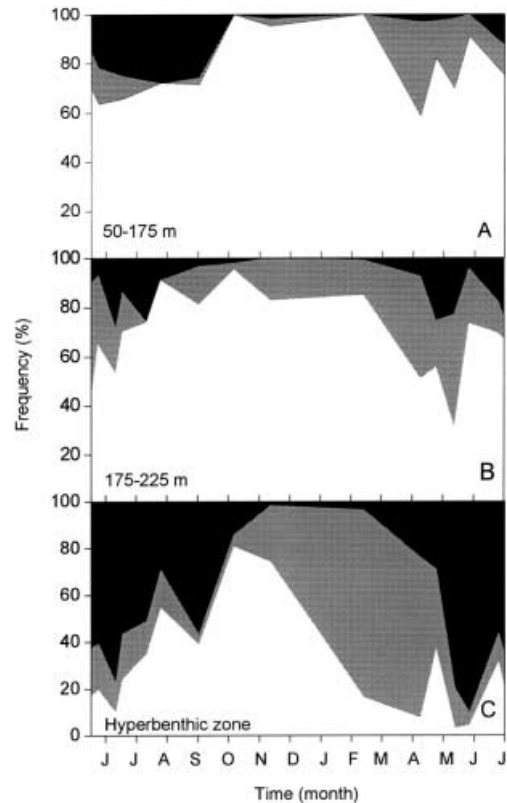 100
80
60
40
20
50-175 m
A
100
80
60
40
20
175-225 m
B
Frequency (%)
100
80
60
40
20
0
Hyperbenthic zone
C
J J A S O N D J F M A M J J
Time (month)